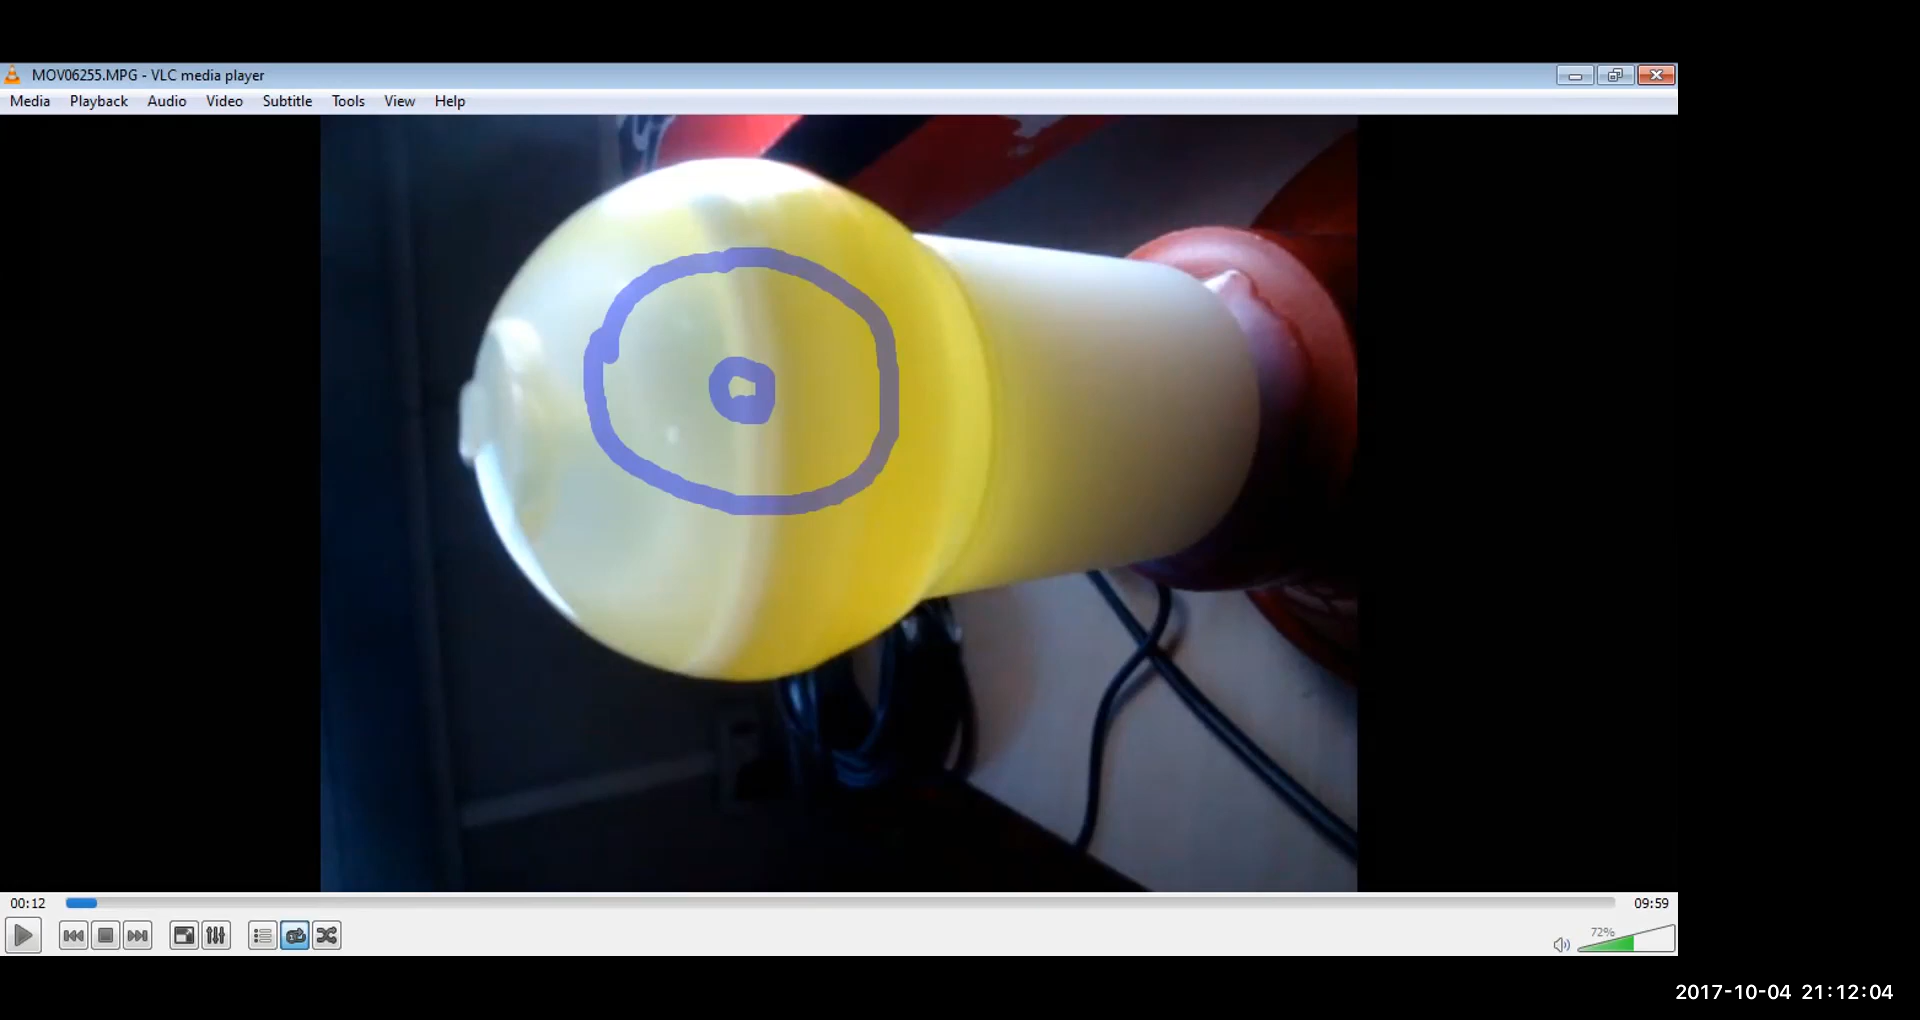 MOV06255.MPG - VLC media player
Media Playback Audio Video Subtitle Tools View Help
00:12 09:59
72%
2017-10-04 21:12:04